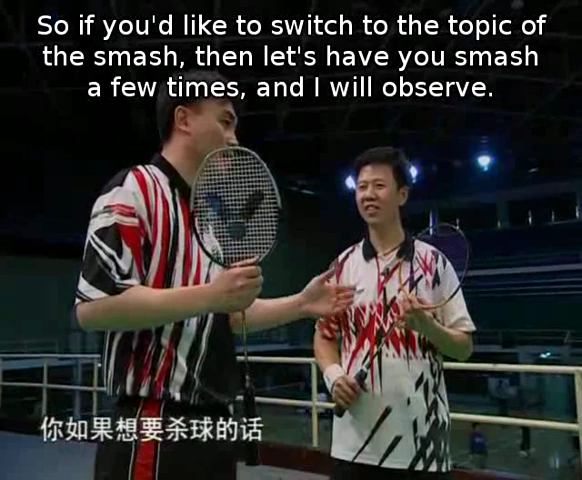 So if you'd like to switch to the topic of
the smash, then let's have you smash
a few times, and I will observe.
你如果想要杀球的话